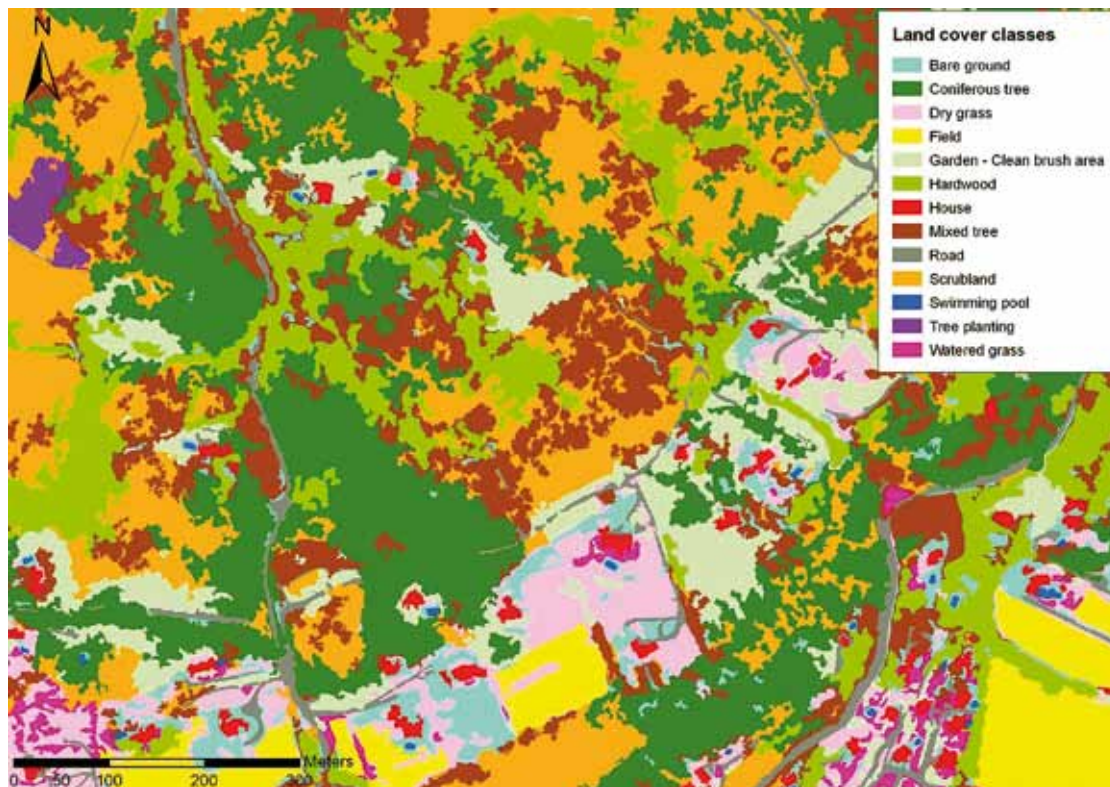 N
Land cover classes
Bare ground
Coniferous tree
Dry grass
Field
Garden - Clean brush area
Hardwood
House
Mixed tree
Road
Scrubland
Swimming pool
Tree planting
Watered grass
Meters
0 50 100 200 300